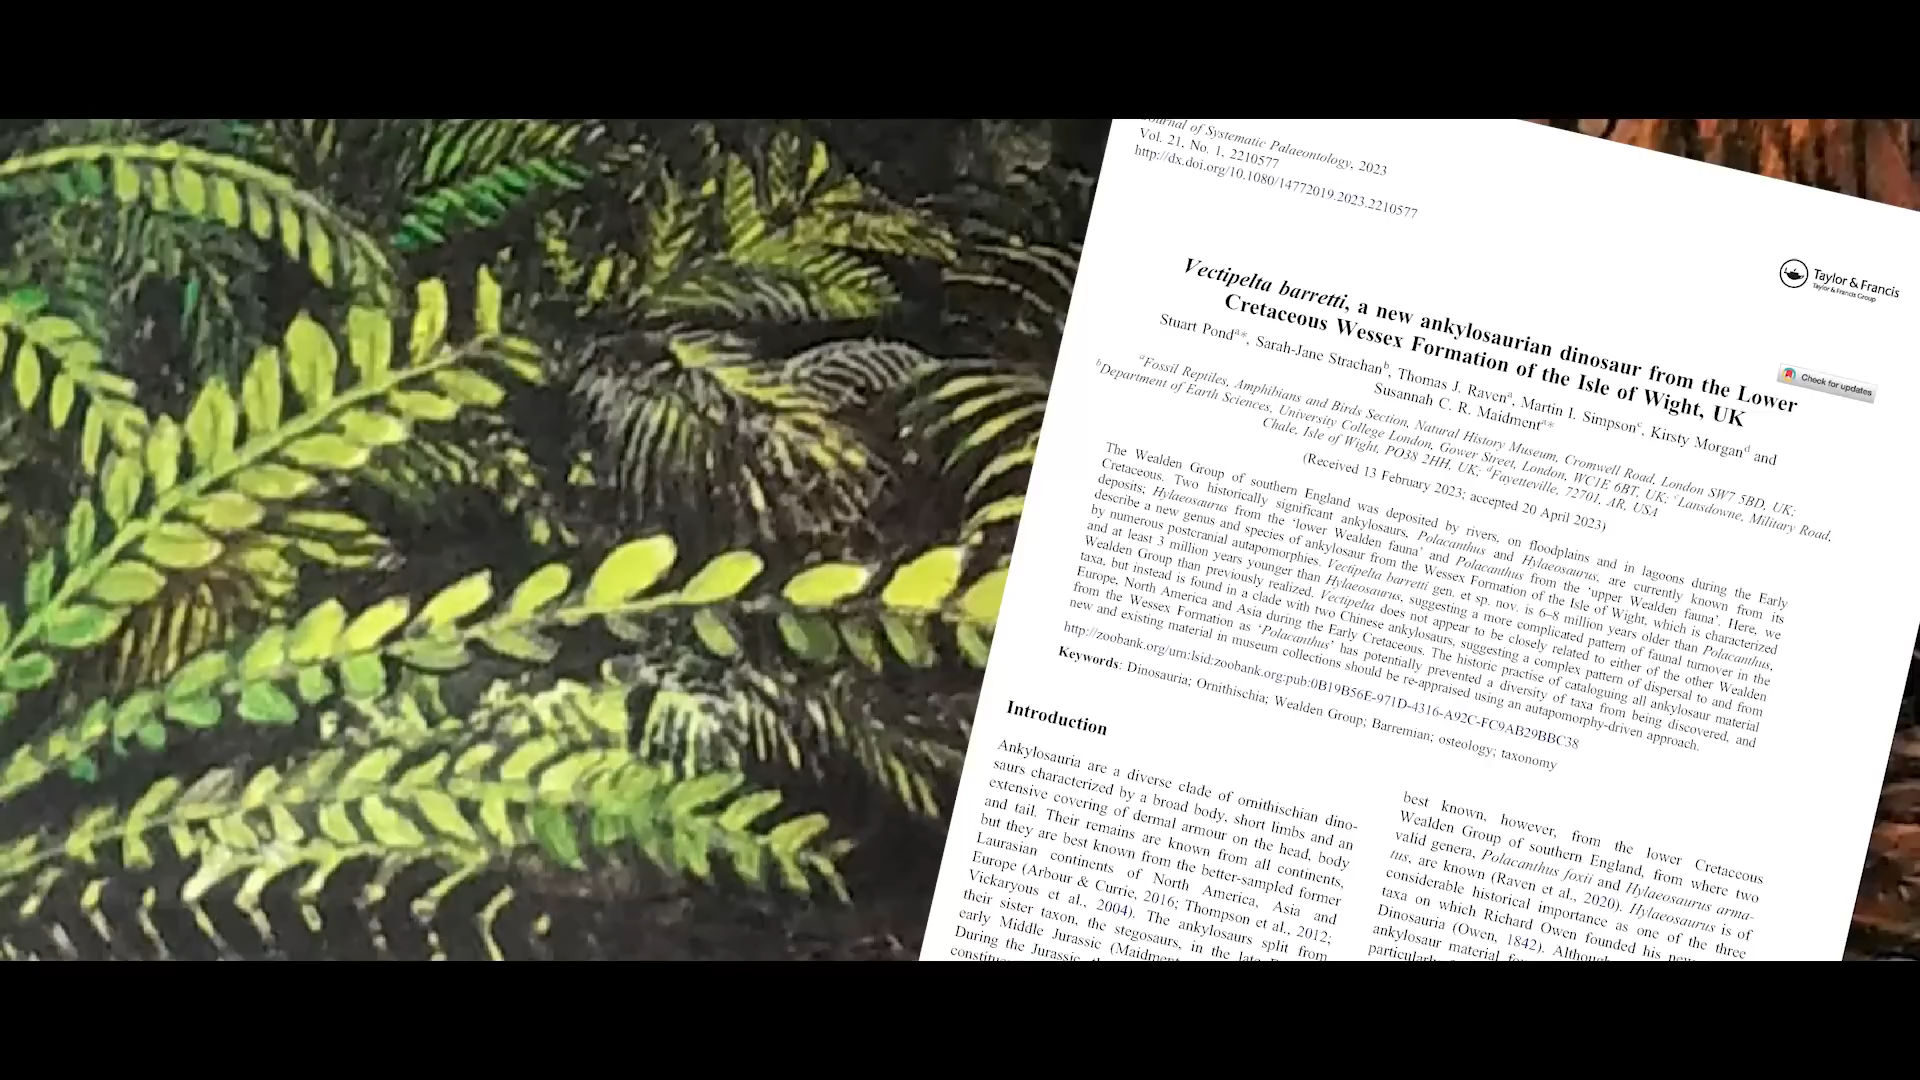 Journal of Systematic Palaeontology, 2023
Vol. 21, No. 1, 2210577
http://dx.doi.org/10.1080/14772019.2023.2210577
Taylor & Francis
Taylor & Francis Group
Check for updates
Vectipelta barretti, a new ankylosaurian dinosaur from the Lower
Cretaceous Wessex Formation of the Isle of Wight, UK
Stuart Pondᵃ*, Sarah-Jane Strachanᵇ, Thomas J. Ravenᵃ, Martin I. Simpsonᶜ, Kirsty Morganᵈ and
Susannah C. R. Maidmentᵃ*
ᵃFossil Reptiles, Amphibians and Birds Section, Natural History Museum, Cromwell Road, London SW7 5BD, UK;
ᵇDepartment of Earth Sciences, University College London, Gower Street, London, WC1E 6BT, UK; ᶜLansdowne, Military Road,
Chale, Isle of Wight, PO38 2HH, UK; ᵈFayetteville, 72701, AR, USA
(Received 13 February 2023; accepted 20 April 2023)
The Wealden Group of southern England was deposited by rivers, on floodplains and in lagoons during the Early
Cretaceous. Two historically significant ankylosaurs, Polacanthus and Hylaeosaurus, are currently known from its
deposits; Hylaeosaurus from the ‘lower Wealden fauna’ and Polacanthus from the ‘upper Wealden fauna’. Here, we
describe a new genus and species of ankylosaur from the Wessex Formation of the Isle of Wight, which is characterized
by numerous postcranial autapomorphies. Vectipelta barretti gen. et sp. nov. is 6–8 million years older than Polacanthus,
and at least 3 million years younger than Hylaeosaurus, suggesting a more complicated pattern of faunal turnover in the
Wealden Group than previously realized. Vectipelta does not appear to be closely related to either of the other Wealden
taxa, but instead is found in a clade with two Chinese ankylosaurs, suggesting a complex pattern of dispersal to and from
Europe, North America and Asia during the Early Cretaceous. The historic practise of cataloguing all ankylosaur material
from the Wessex Formation as ‘Polacanthus’ has potentially prevented a diversity of taxa from being discovered, and
new and existing material in museum collections should be re-appraised using an autapomorphy-driven approach.
http://zoobank.org/urn:lsid:zoobank.org:pub:0B19B56E-971D-4316-A92C-FC9AB29BBC38
Keywords: Dinosauria; Ornithischia; Wealden Group; Barremian; osteology; taxonomy
Introduction
Ankylosauria are a diverse clade of ornithischian dino-
saurs characterized by a broad body, short limbs and an
extensive covering of dermal armour on the head, body
and tail. Their remains are known from all continents,
but they are best known from the better-sampled former
Laurasian continents of North America, Asia and
Europe (Arbour & Currie, 2016; Thompson et al., 2012;
Vickaryous et al., 2004). The ankylosaurs split from
their sister taxon, the stegosaurs, in the late
early Middle Jurassic (Maidment
During the Jurassic,
best known, however, from the lower Cretaceous
Wealden Group of southern England, from where two
valid genera, Polacanthus foxii and Hylaeosaurus arma-
tus, are known (Raven et al., 2020). Hylaeosaurus is of
considerable historical importance as one of the three
taxa on which Richard Owen founded his new
Dinosauria (Owen, 1842). Although
ankylosaur material